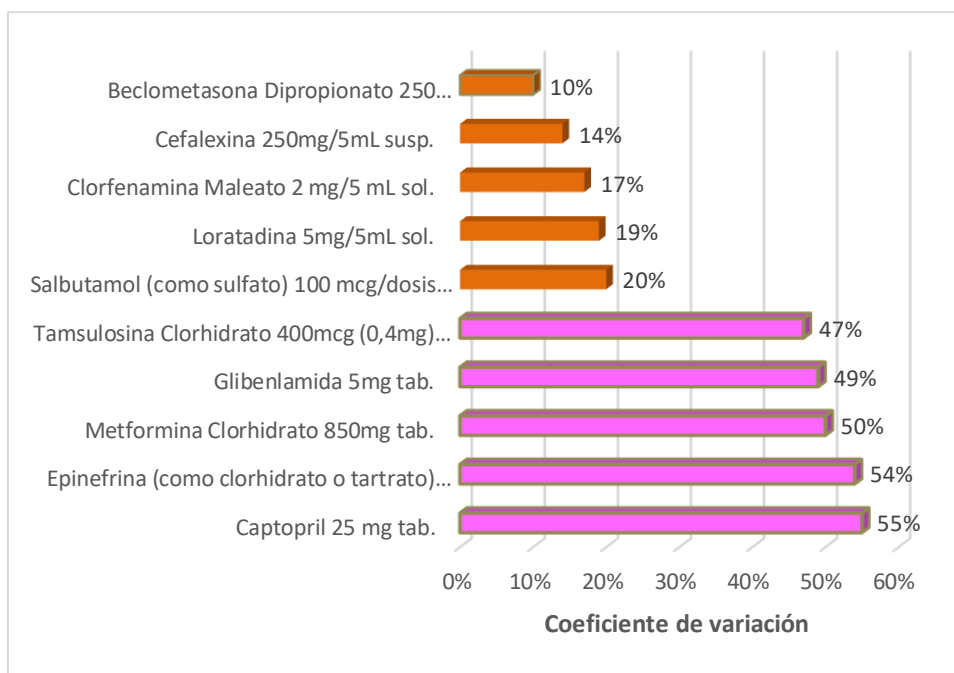 Beclometasona Dipropionato 250... 10%
Cefalexina 250mg/5mL susp. 14%
Clorfenamina Maleato 2 mg/5 mL sol. 17%
Loratadina 5mg/5mL sol. 19%
Salbutamol (como sulfato) 100 mcg/dosis... 20%
Tamsulosina Clorhidrato 400mcg (0,4mg)... 47%
Glibenlamida 5mg tab. 49%
Metformina Clorhidrato 850mg tab. 50%
Epinefrina (como clorhidrato o tartrato)... 54%
Captopril 25 mg tab. 55%
0% 10% 20% 30% 40% 50% 60%
Coeficiente de variación